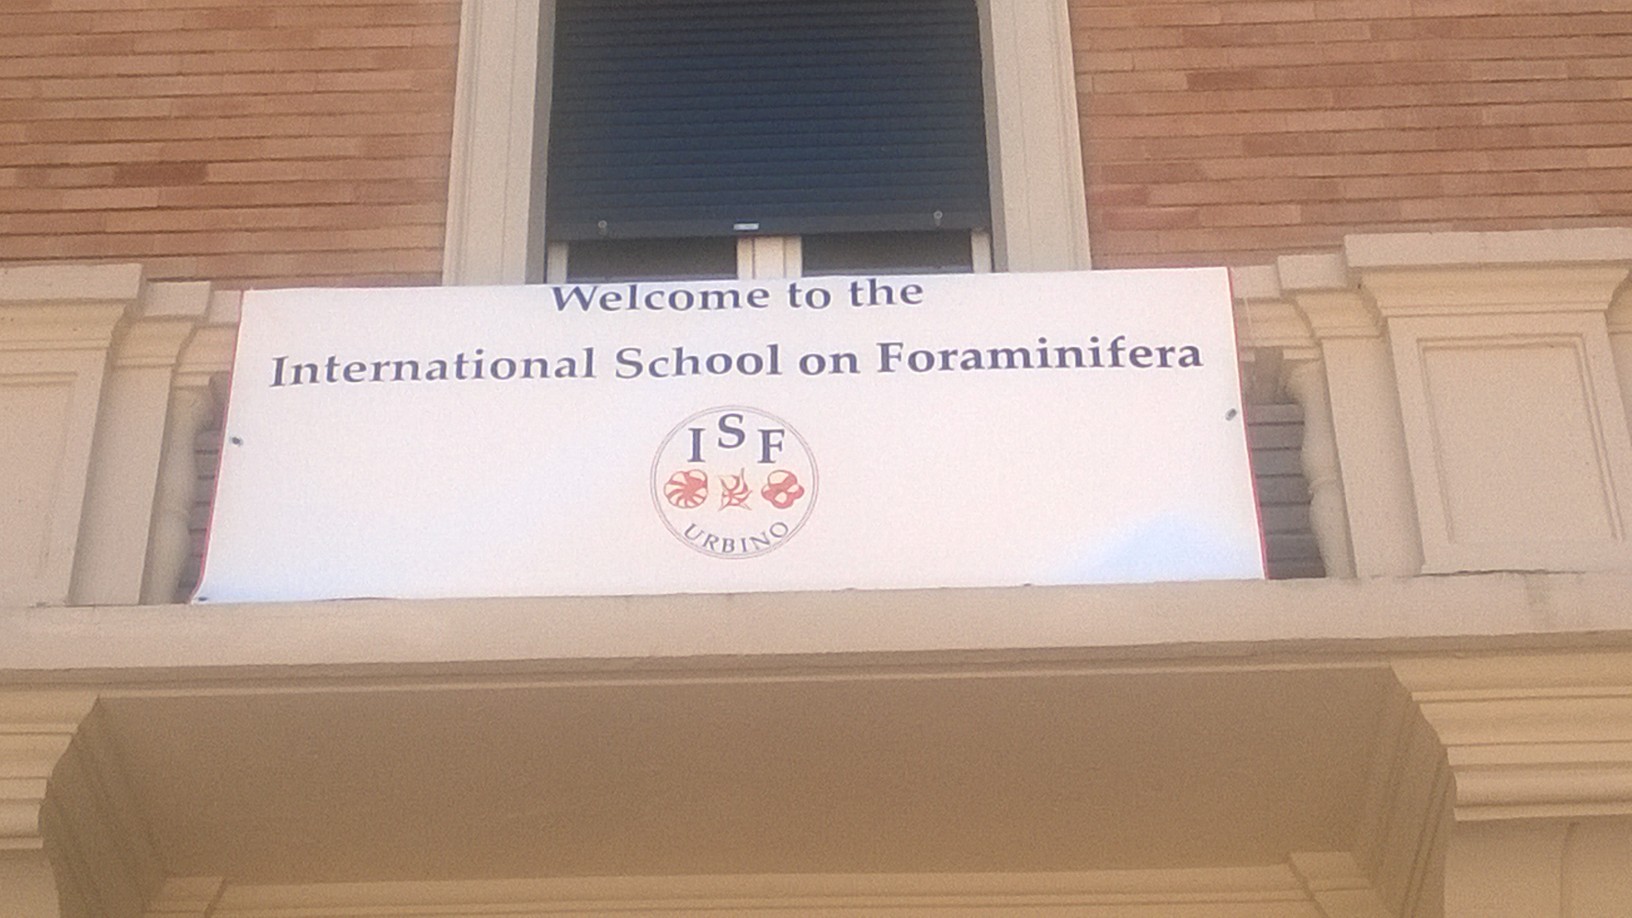 Welcome to the
International School on Foraminifera
ISF
URBINO